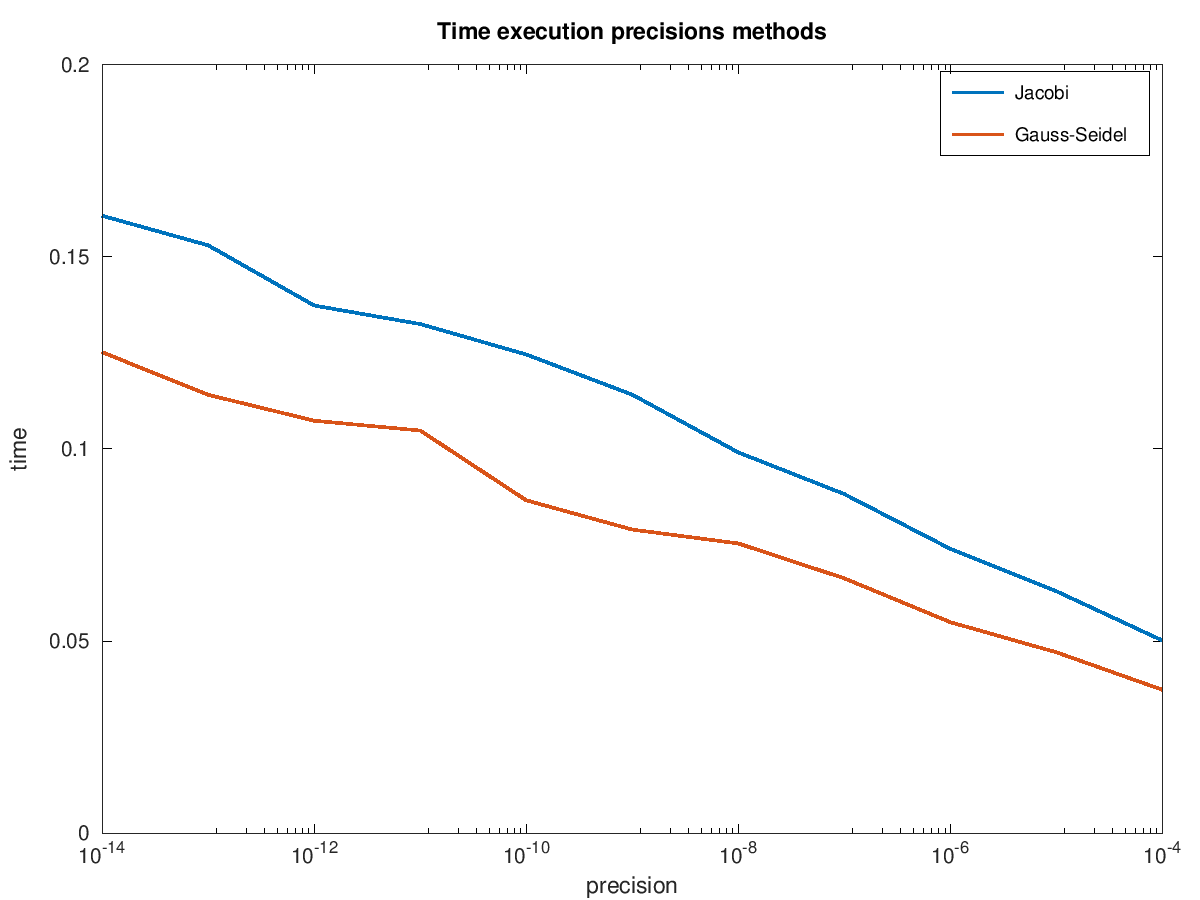 Time execution precisions methods
Jacobi
Gauss-Seidel
0.2
0.15
0.1
0.05
0
time
10^-14 10^-12 10^-10 10^-8 10^-6 10^-4
precision